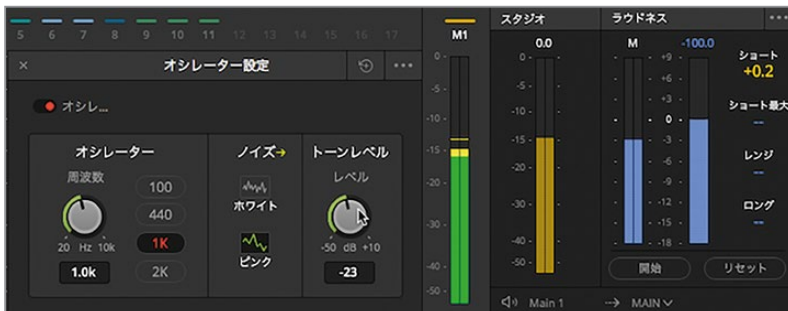 スタジオ ラウドネス
5 6 7 8 9 10 11 12 13 14 15 16 17 M1 0.0 M -100.0
オシレーター設定
オシレ...
オシレーター ノイズ トーンレベル
周波数 レベル
100
440
1K
2K
20 Hz 10k
1.0k
ホワイト
ピンク
-50 dB +10
-23
0 -
-5 -
-10 -
-15 -
-20 -
-30 -
-40 -
-50 -
0 -
-5 -
-10 -
-15 -
-20 -
-30 -
-40 -
-50 -
+9
+6
+3
0
-3
-6
-9
-12
-15
-18
ショート
+0.2
ショート最大
--
レンジ
--
ロング
--
開始 リセット
Main 1 MAIN